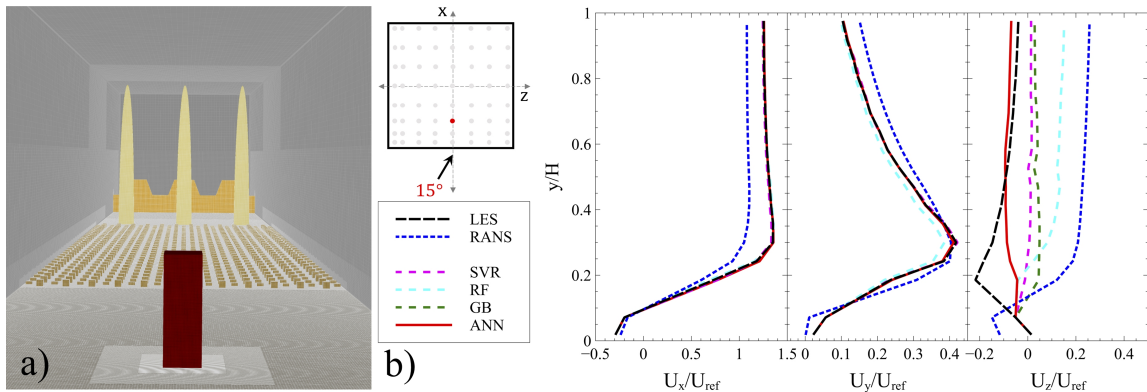 a)
b)
x
z
15°
LES
RANS
SVR
RF
GB
ANN
y/H
1
0.8
0.6
0.4
0.2
0
−0.5 0 0.5 1 1.5
Ux/Uref
0 0.1 0.2 0.3 0.4
Uy/Uref
−0.2 0 0.2 0.4
Uz/Uref